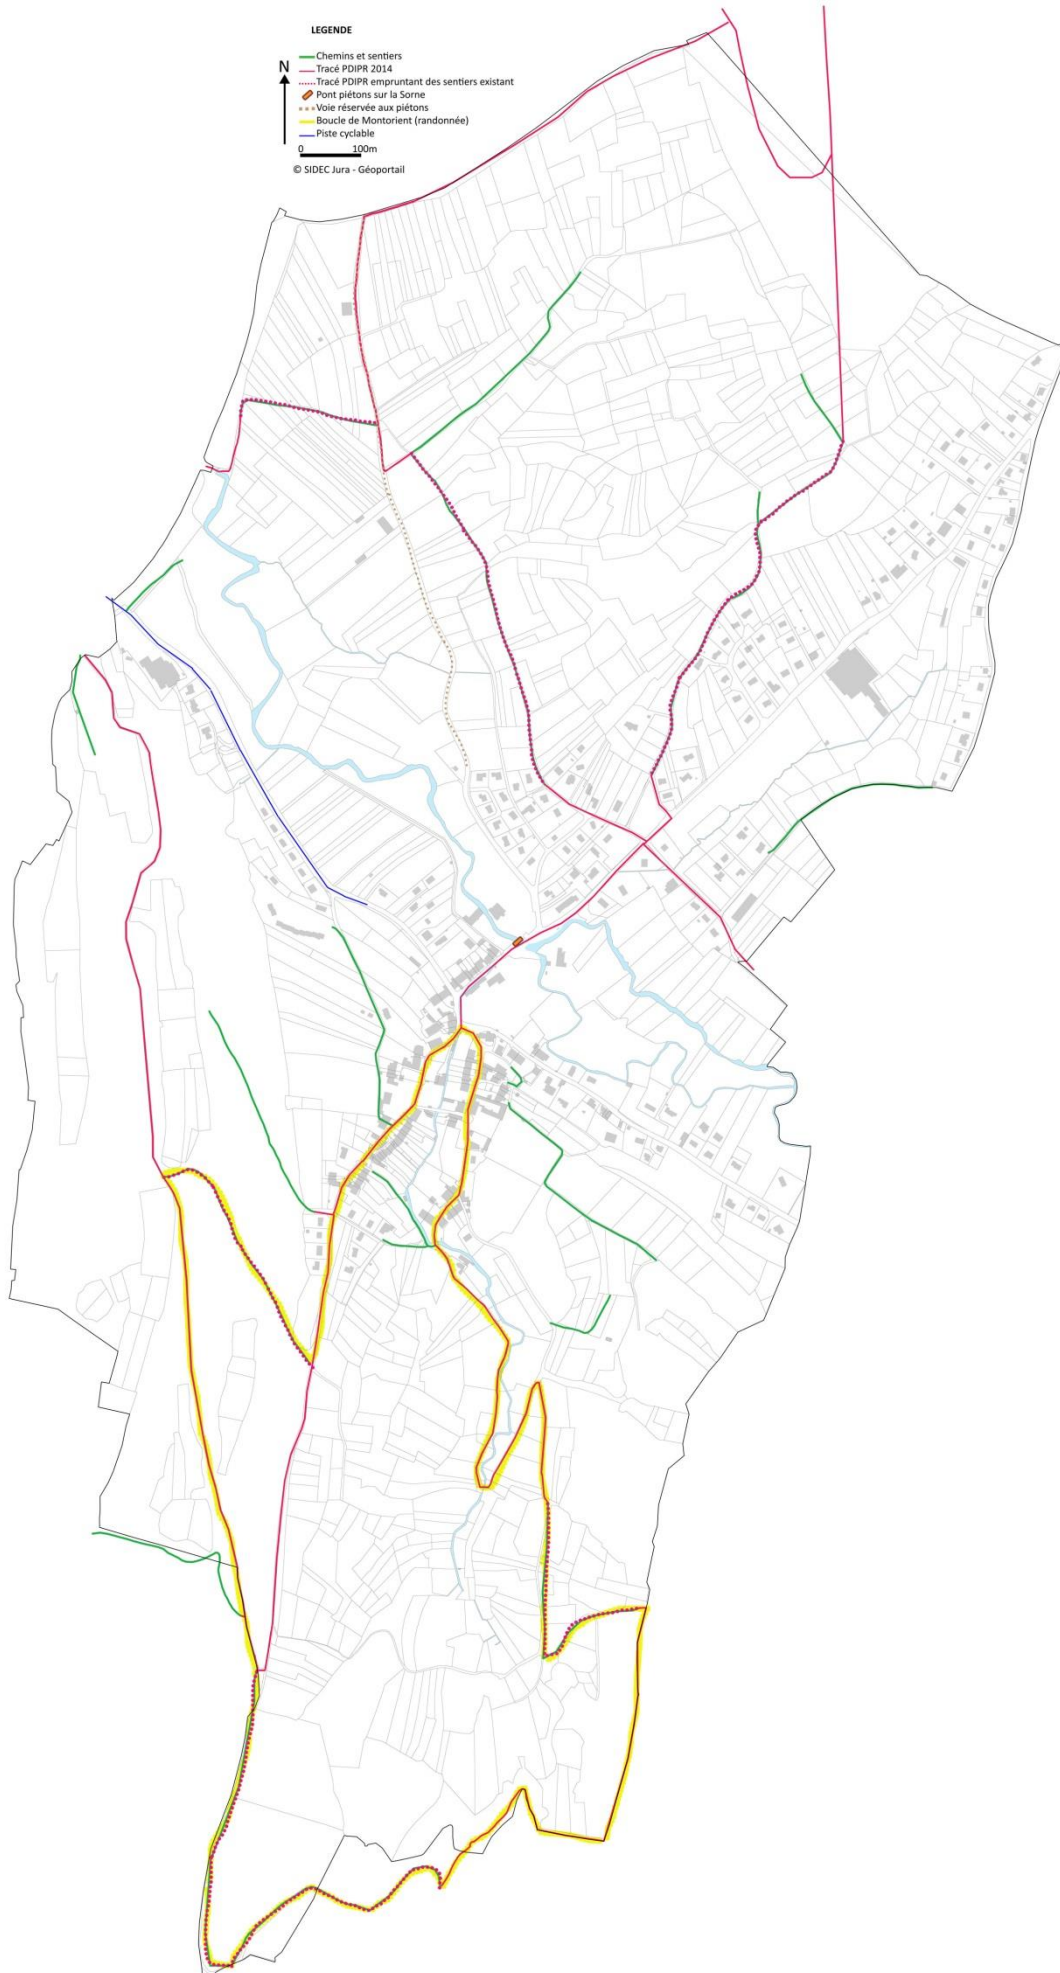 LEGENDE
Chemins et sentiers
Tracé PDIPR 2014
Tracé PDIPR empruntant des sentiers existant
Pont piétons sur la Sorne
Voie réservée aux piétons
Boucle de Montorient (randonnée)
Piste cyclable
N
0 100m
© SIDEC Jura - Géoportail